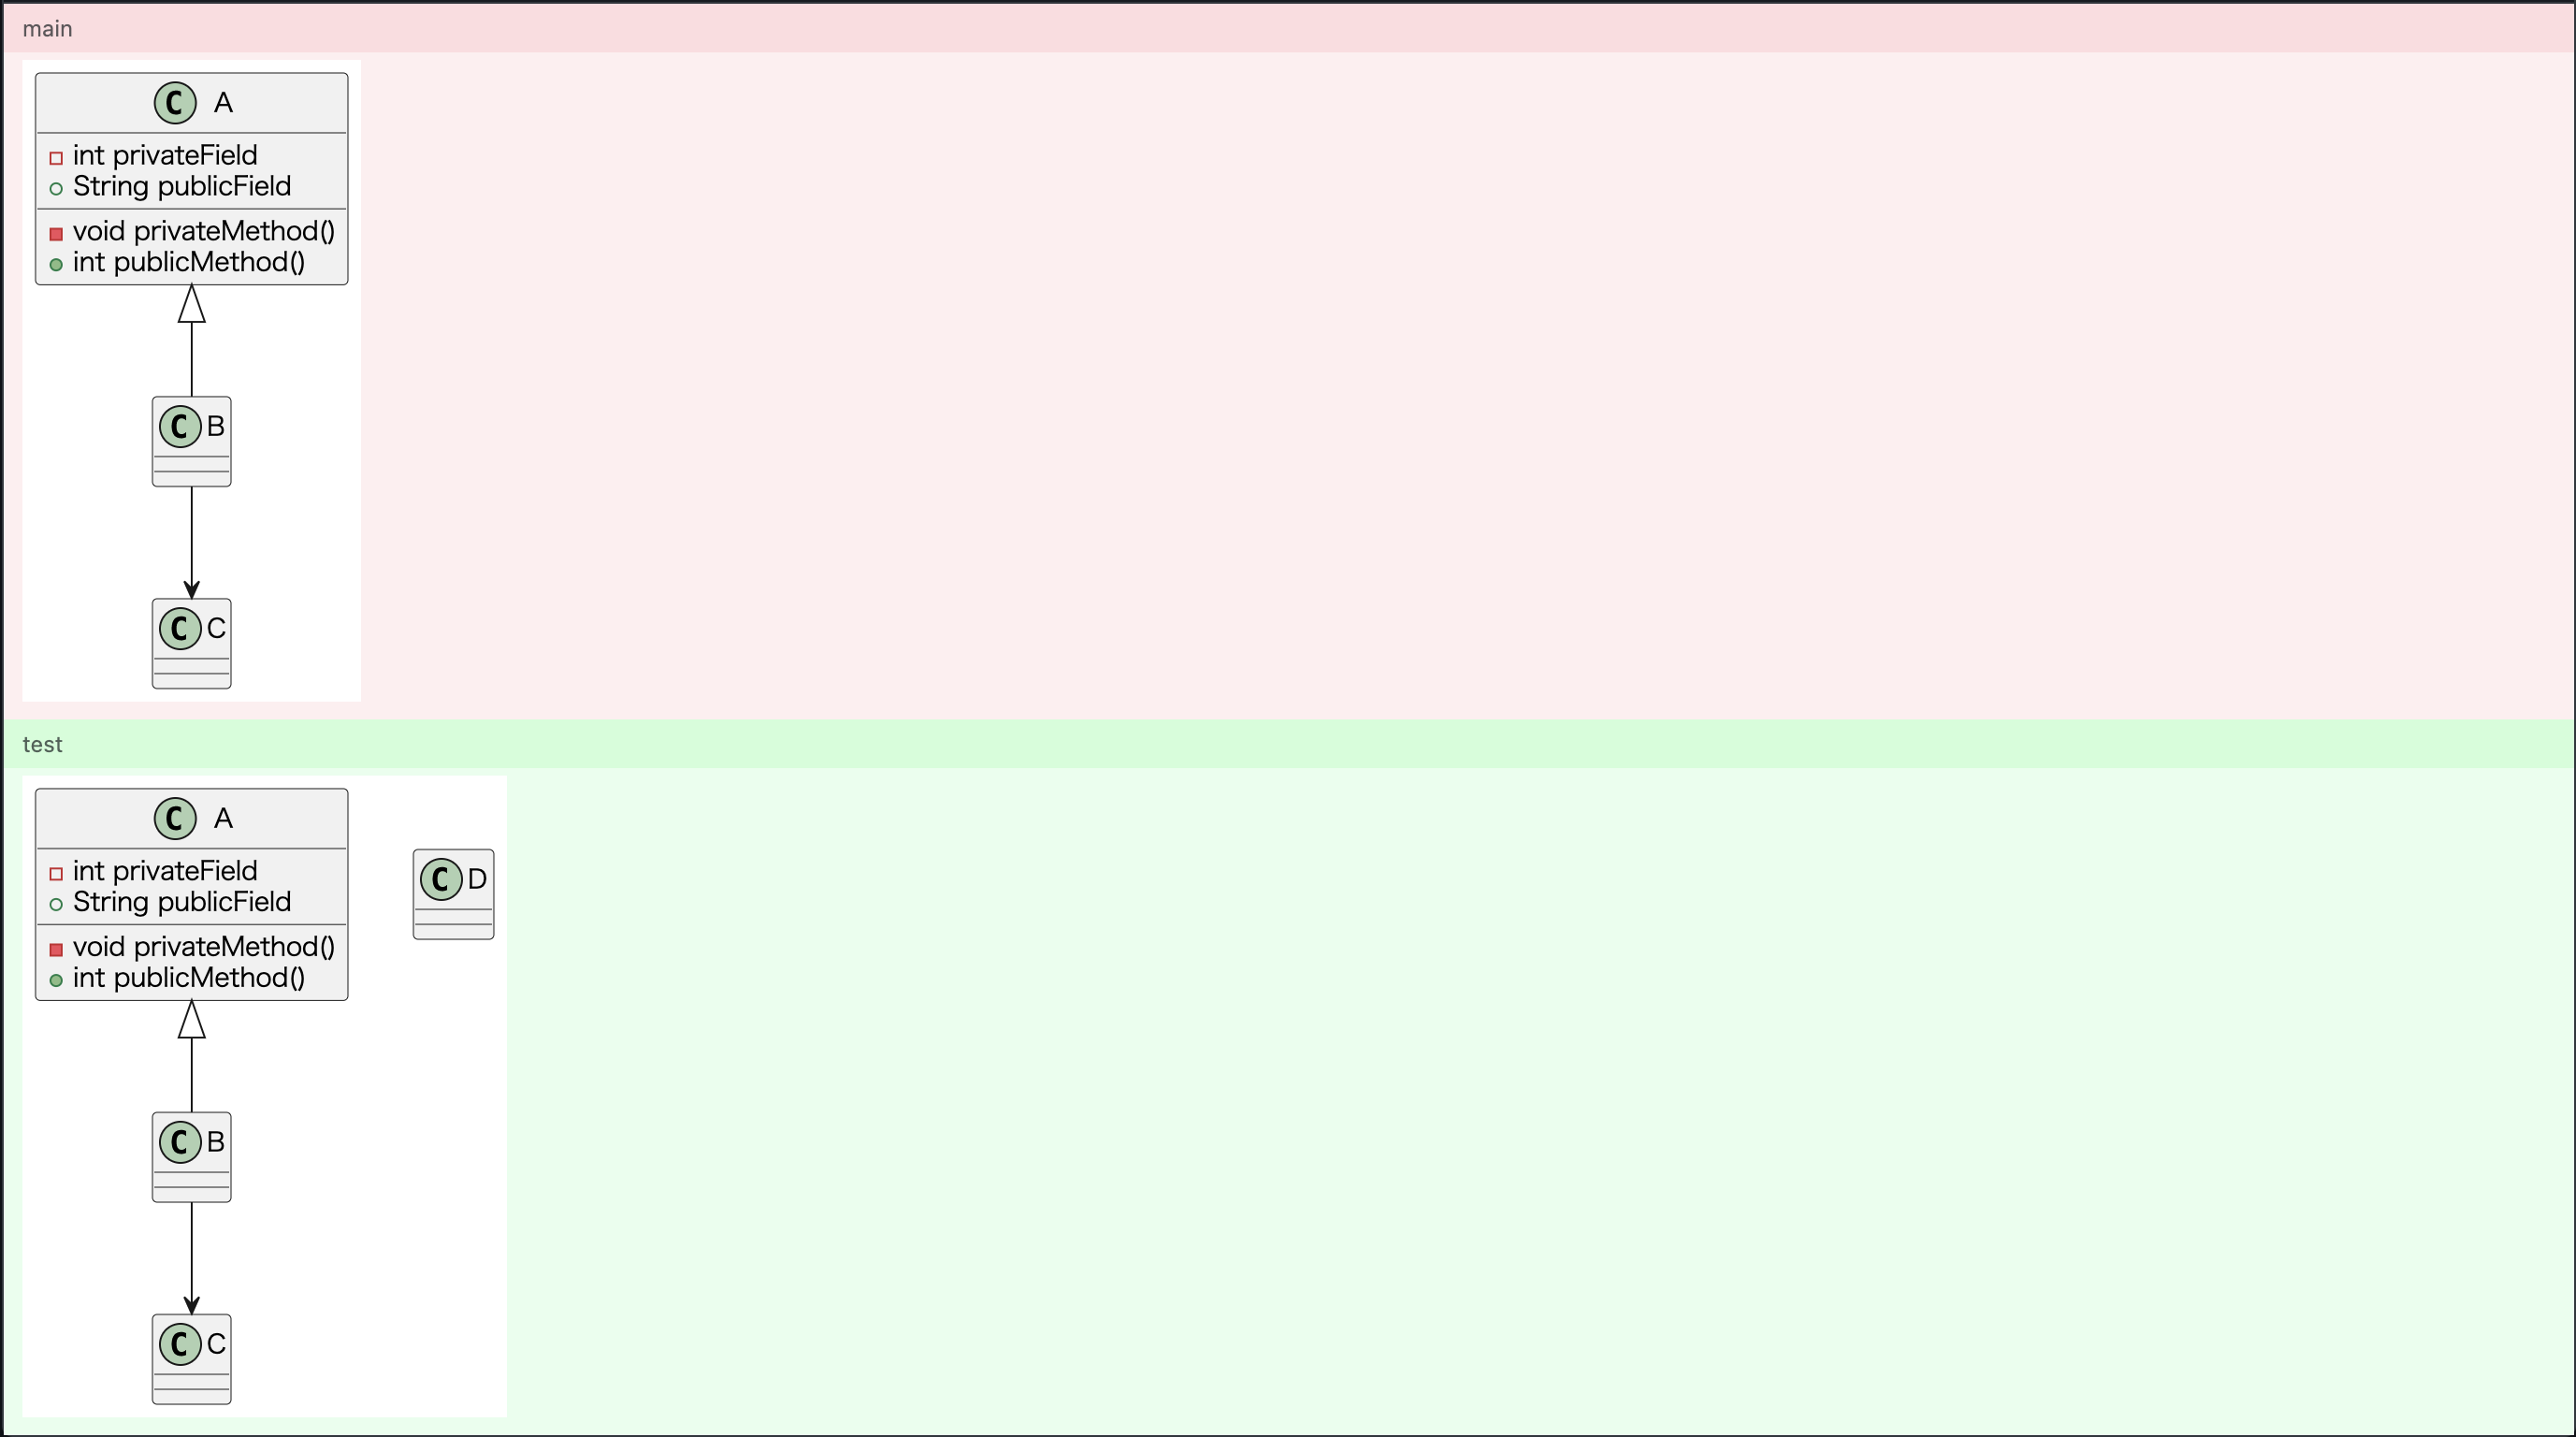 main
C A
int privateField
String publicField
void privateMethod()
int publicMethod()
C B
C C
test
C A
int privateField
String publicField
C D
void privateMethod()
int publicMethod()
C B
C C